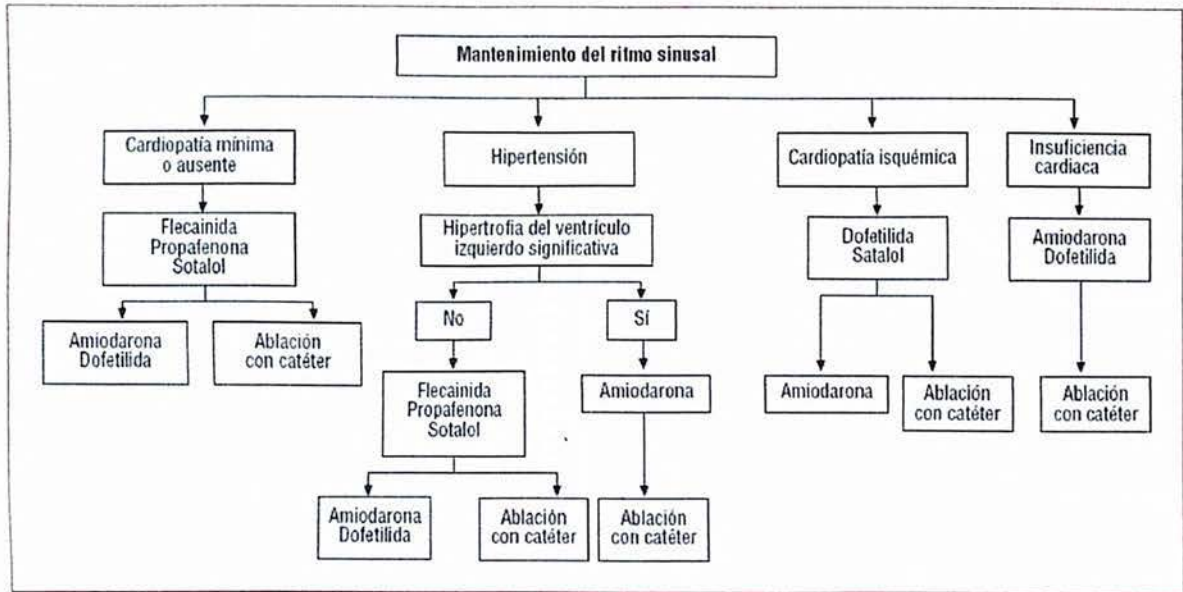 Mantenimiento del ritmo sinusal
Cardiopatía mínima
o ausente
Hipertensión
Cardiopatía isquémica
Insuficiencia
cardiaca
Flecainida
Propafenona
Sotalol
Hipertrofia del ventrículo
izquierdo significativa
Dofetilida
Satalol
Amiodarona
Dofetilida
No
Sí
Amiodarona
Dofetilida
Ablación
con catéter
Flecainida
Propafenona
Sotalol
Amiodarona
Amiodarona
Ablación
con catéter
Ablación
con catéter
Amiodarona
Dofetilida
Ablación
con catéter
Ablación
con catéter